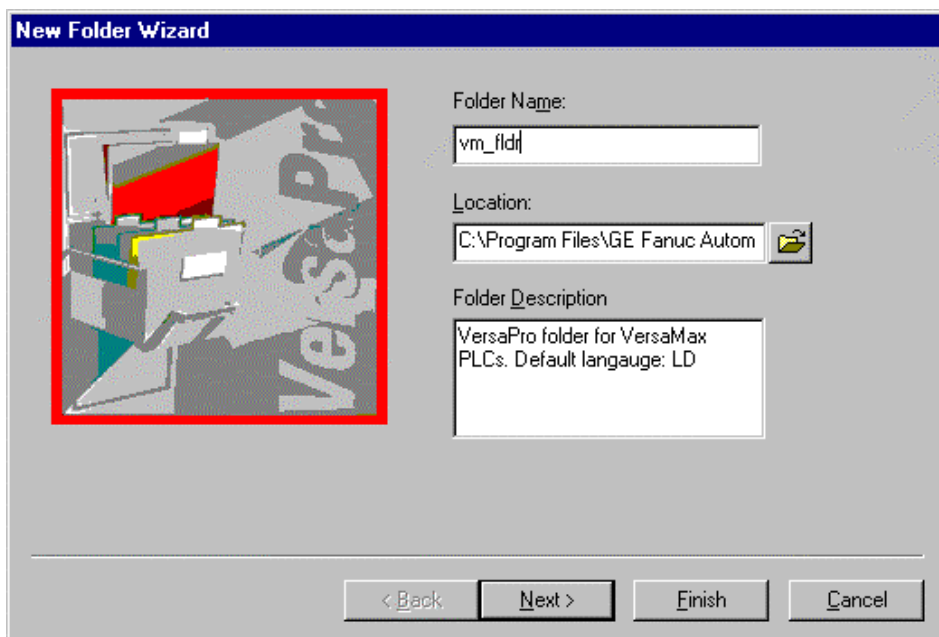 New Folder Wizard
Folder Name:
vm_fldr
Location:
C:\Program Files\GE Fanuc Autom
Folder Description
VersaPro folder for VersaMax
PLCs. Default langauge: LD
VersaPro
< Back
Next >
Finish
Cancel